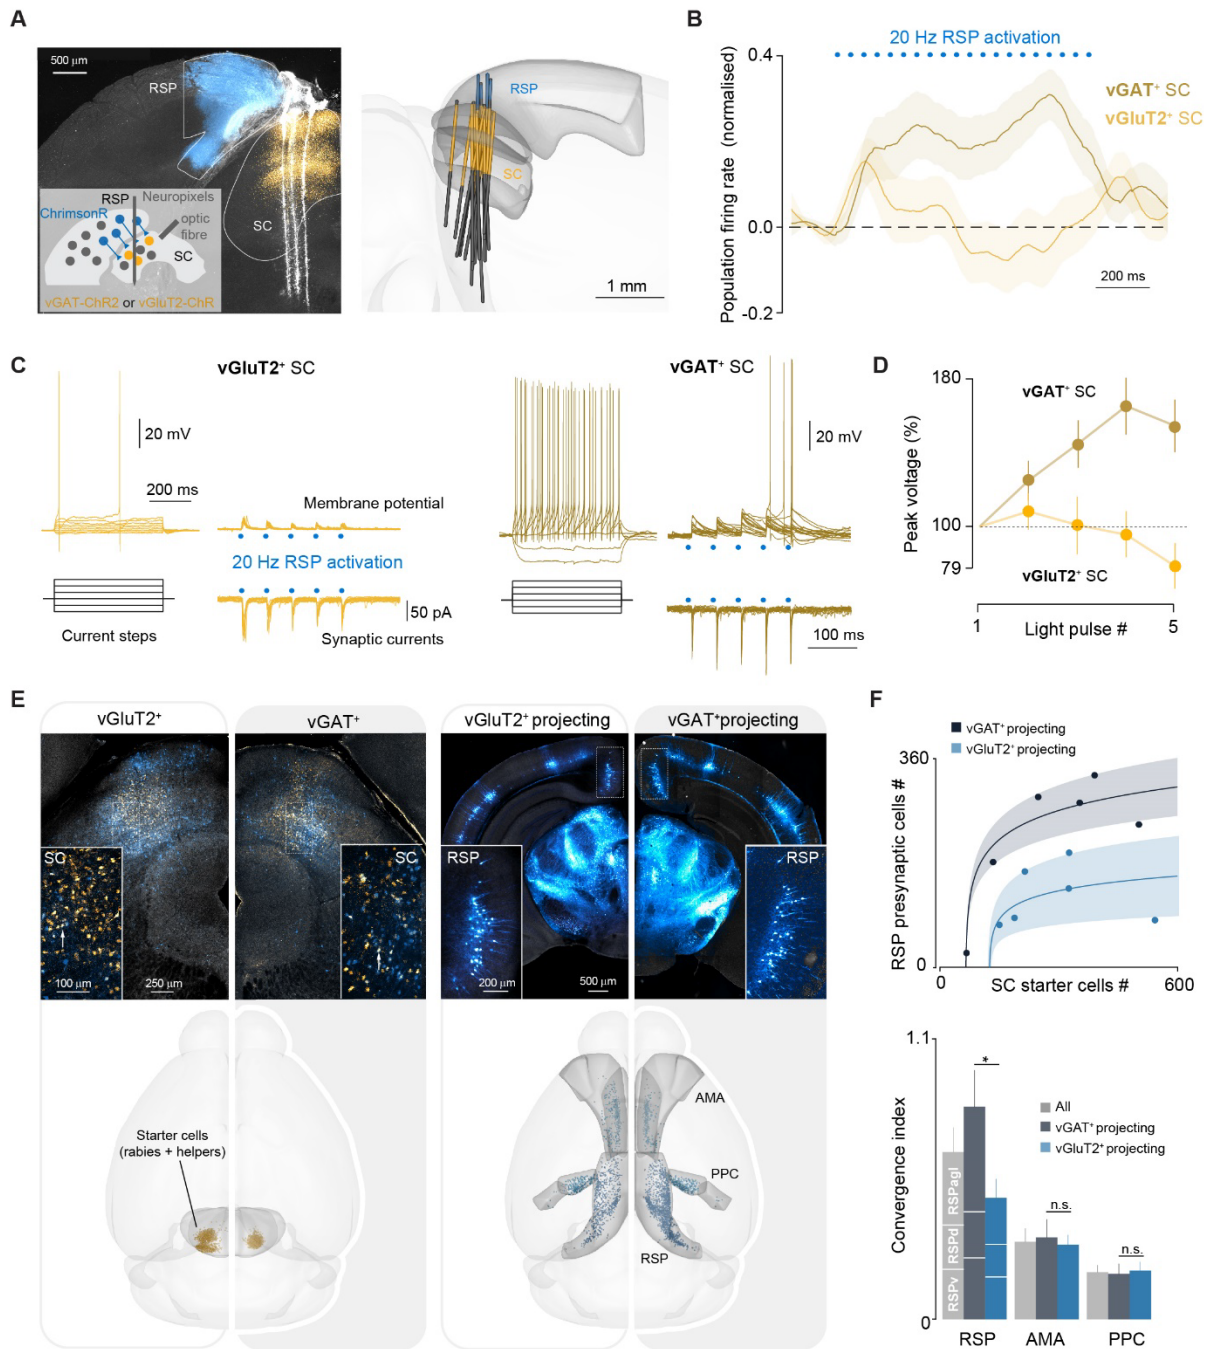 A
500 µm
RSP
SC
RSP
Neuropixels
ChrimsonR
optic
fibre
SC
vGAT-ChR2 or vGluT2-ChR
RSP
SC
1 mm
B
20 Hz RSP activation
0.4
0.0
-0.2
Population firing rate (normalised)
vGAT⁺ SC
vGluT2⁺ SC
200 ms
C
vGluT2⁺ SC
20 mV
200 ms
Membrane potential
20 Hz RSP activation
50 pA
Current steps
Synaptic currents
vGAT⁺ SC
20 mV
100 ms
D
180
100
79
Peak voltage (%)
vGAT⁺ SC
vGluT2⁺ SC
1
Light pulse #
5
E
vGluT2⁺
vGAT⁺
vGluT2⁺ projecting
vGAT⁺projecting
SC
SC
RSP
RSP
100 µm
250 µm
200 µm
500 µm
Starter cells
(rabies + helpers)
AMA
PPC
RSP
F
vGAT⁺ projecting
vGluT2⁺ projecting
360
0
RSP presynaptic cells #
0
SC starter cells #
600
1.1
0
Convergence index
*
All
vGAT⁺ projecting
vGluT2⁺ projecting
n.s.
n.s.
RSPagl
RSPd
RSPv
RSP
AMA
PPC